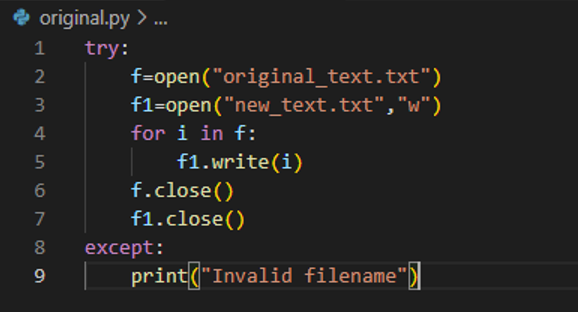 original.py > ...
1 try:
2     f=open("original_text.txt")
3     f1=open("new_text.txt","w")
4     for i in f:
5         f1.write(i)
6     f.close()
7     f1.close()
8 except:
9     print("Invalid filename")